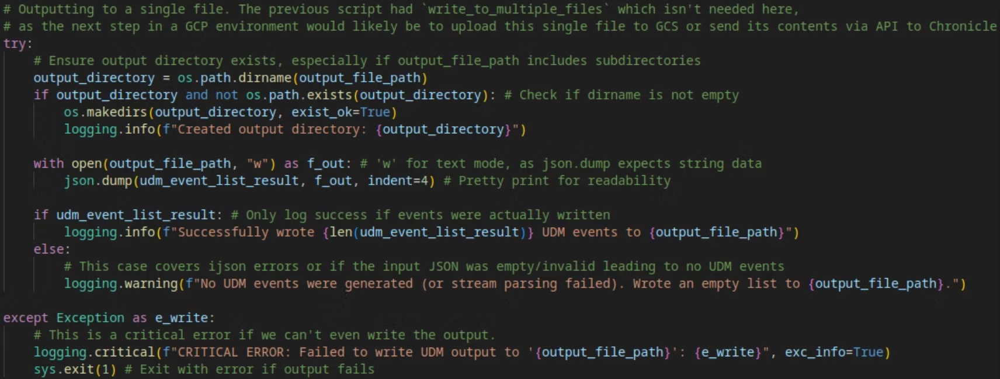 # Outputting to a single file. The previous script had `write_to_multiple_files` which isn't needed here,
# as the next step in a GCP environment would likely be to upload this single file to GCS or send its contents via API to Chronicle
try:
    # Ensure output directory exists, especially if output_file_path includes subdirectories
    output_directory = os.path.dirname(output_file_path)
    if output_directory and not os.path.exists(output_directory): # Check if dirname is not empty
        os.makedirs(output_directory, exist_ok=True)
        logging.info(f"Created output directory: {output_directory}")

    with open(output_file_path, "w") as f_out: # 'w' for text mode, as json.dump expects string data
        json.dump(udm_event_list_result, f_out, indent=4) # Pretty print for readability

    if udm_event_list_result: # Only log success if events were actually written
        logging.info(f"Successfully wrote {len(udm_event_list_result)} UDM events to {output_file_path}")
    else:
        # This case covers ijson errors or if the input JSON was empty/invalid leading to no UDM events
        logging.warning(f"No UDM events were generated (or stream parsing failed). Wrote an empty list to {output_file_path}.")

except Exception as e_write:
    # This is a critical error if we can't even write the output.
    logging.critical(f"CRITICAL ERROR: Failed to write UDM output to '{output_file_path}': {e_write}", exc_info=True)
    sys.exit(1) # Exit with error if output fails